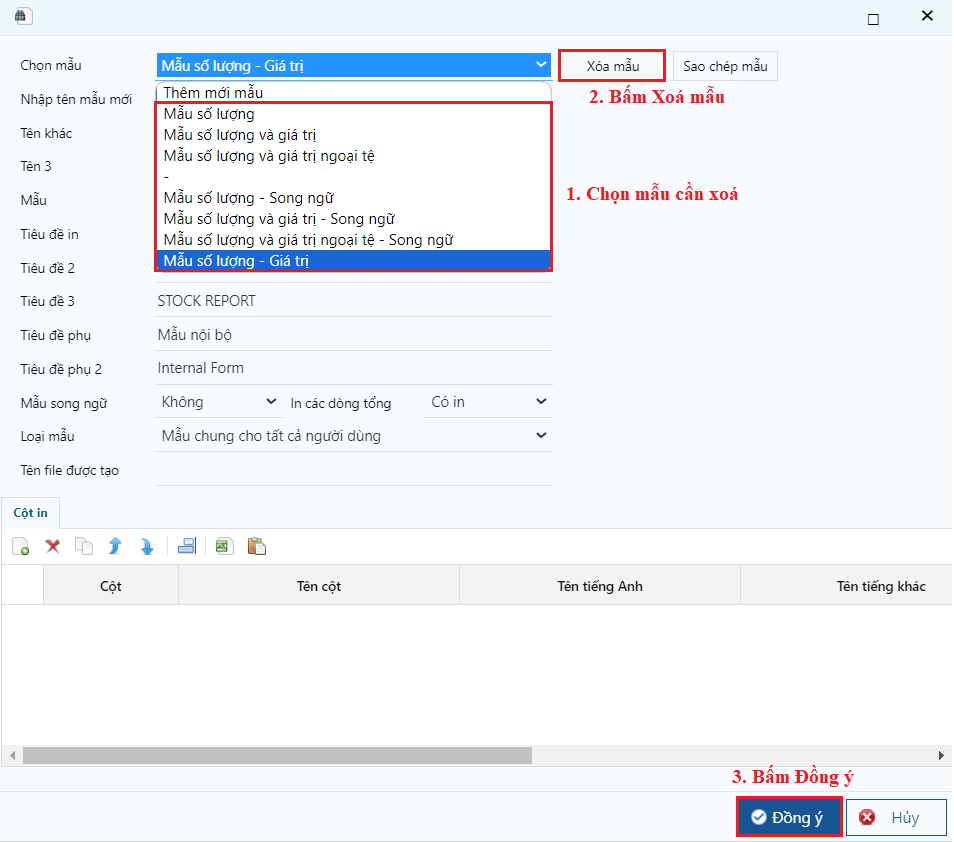 Chọn mẫu
Mẫu số lượng - Giá trị
Xóa mẫu
Sao chép mẫu
2. Bấm Xoá mẫu
Nhập tên mẫu mới
Thêm mới mẫu
Mẫu số lượng
Tên khác
Mẫu số lượng và giá trị
Mẫu số lượng và giá trị ngoại tệ
Tên 3
-
1. Chọn mẫu cần xoá
Mẫu
Mẫu số lượng - Song ngữ
Mẫu số lượng và giá trị - Song ngữ
Tiêu đề in
Mẫu số lượng và giá trị ngoại tệ - Song ngữ
Tiêu đề 2
Mẫu số lượng - Giá trị
Tiêu đề 3
STOCK REPORT
Tiêu đề phụ
Mẫu nội bộ
Tiêu đề phụ 2
Internal Form
Mẫu song ngữ
Không
In các dòng tổng
Có in
Loại mẫu
Mẫu chung cho tất cả người dùng
Tên file được tạo
Cột in
Cột
Tên cột
Tên tiếng Anh
Tên tiếng khác
3. Bấm Đồng ý
Đồng ý
Hủy